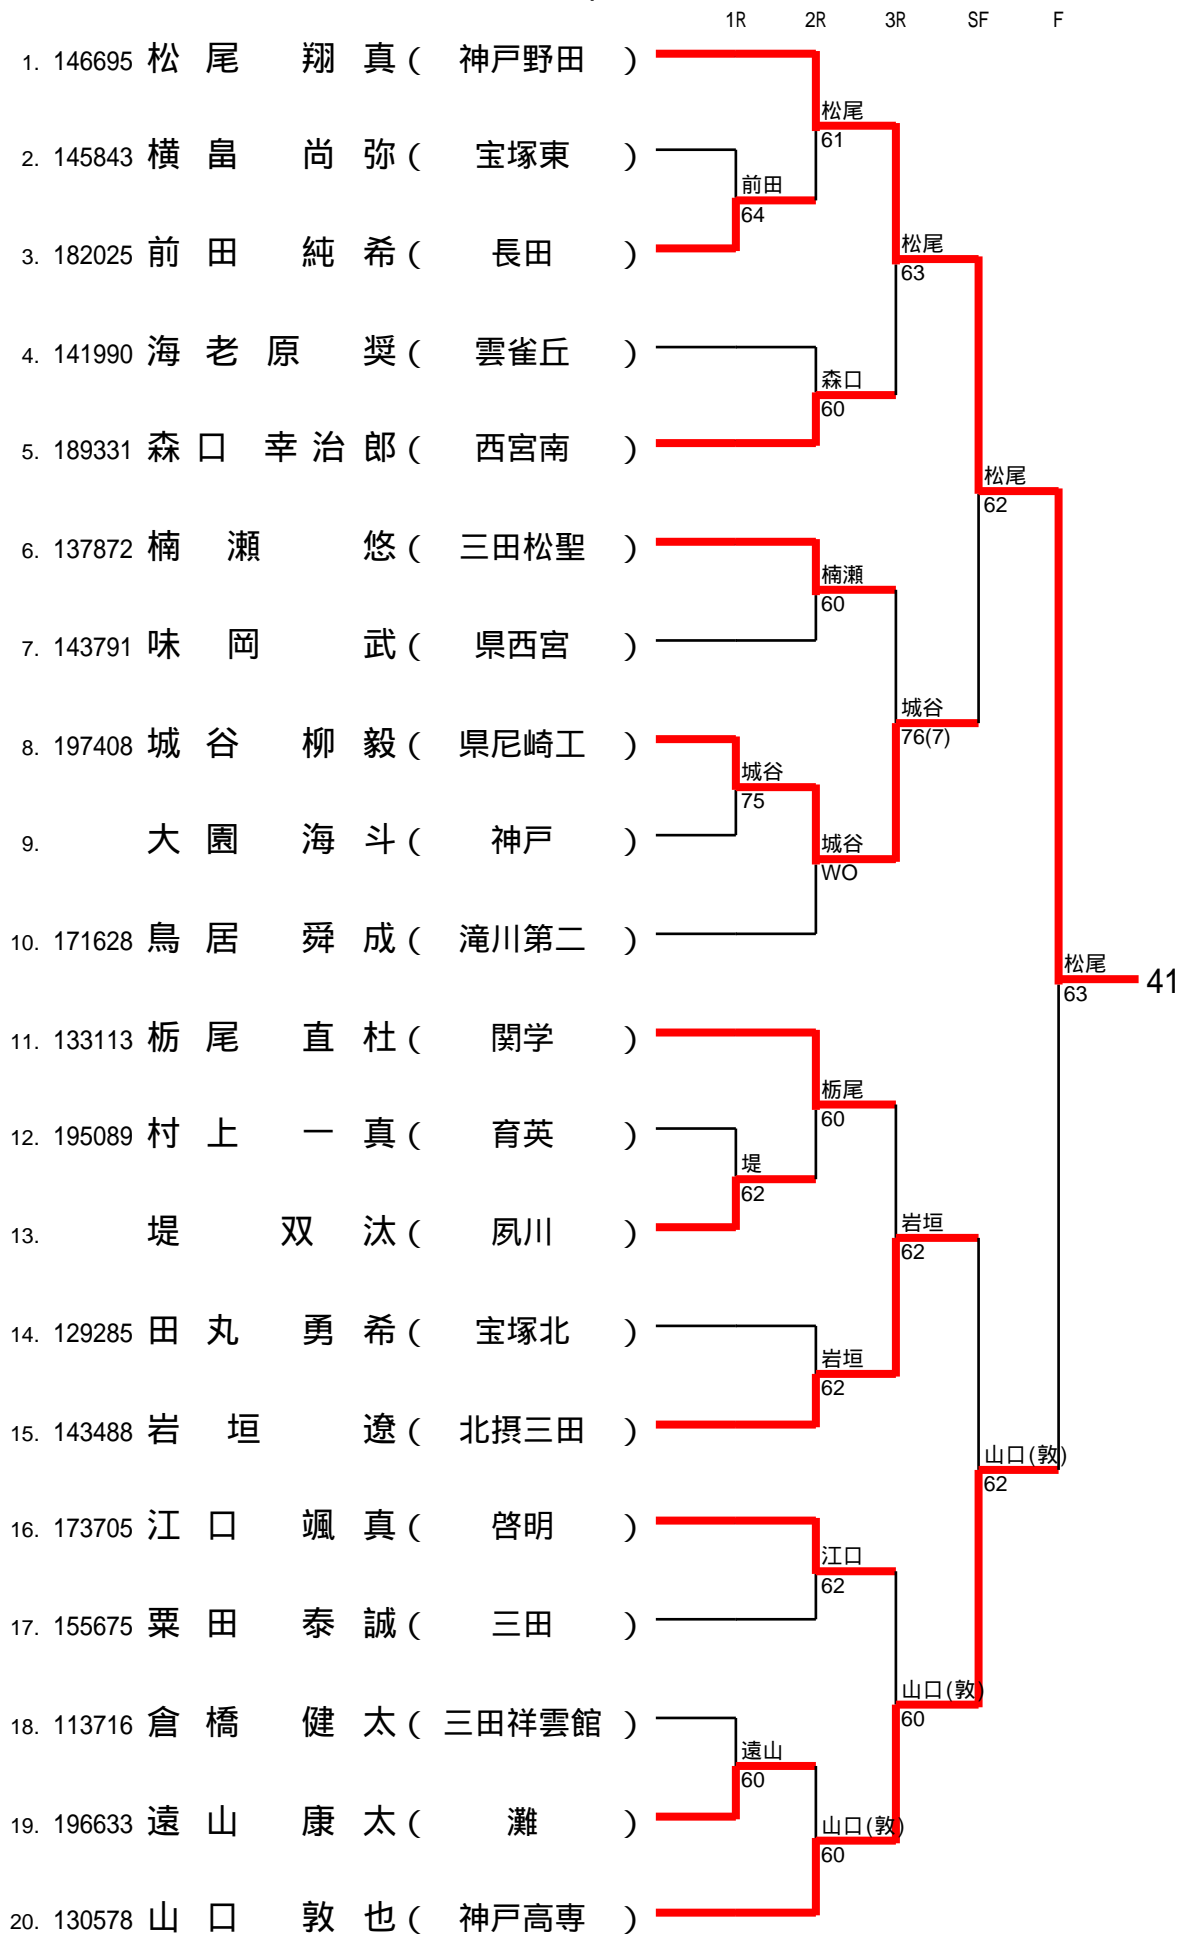 1R 2R 3R SF F
1. 146695 松尾 翔真 ( 神戸野田 )
松尾
61
2. 145843 横畠 尚弥 ( 宝塚東 )
前田
64
3. 182025 前田 純希 ( 長田 )
松尾
63
4. 141990 海老原 奨 ( 雲雀丘 )
森口
60
5. 189331 森口 幸治郎 ( 西宮南 )
松尾
62
6. 137872 楠瀬 悠 ( 三田松聖 )
楠瀬
60
7. 143791 味岡 武 ( 県西宮 )
城谷
76(7)
8. 197408 城谷 柳毅 ( 県尼崎工 )
城谷
75
9. 大園 海斗 ( 神戸 )
城谷
WO
10. 171628 鳥居 舜成 ( 滝川第二 )
松尾
63
41
11. 133113 栃尾 直杜 ( 関学 )
栃尾
60
12. 195089 村上 一真 ( 育英 )
堤
62
13. 堤 双汰 ( 夙川 )
岩垣
62
14. 129285 田丸 勇希 ( 宝塚北 )
岩垣
62
15. 143488 岩垣 遼 ( 北摂三田 )
山口(敦)
62
16. 173705 江口 颯真 ( 啓明 )
江口
62
17. 155675 粟田 泰誠 ( 三田 )
山口(敦)
60
18. 113716 倉橋 健太 ( 三田祥雲館 )
遠山
60
19. 196633 遠山 康太 ( 灘 )
山口(敦)
60
20. 130578 山口 敦也 ( 神戸高専 )